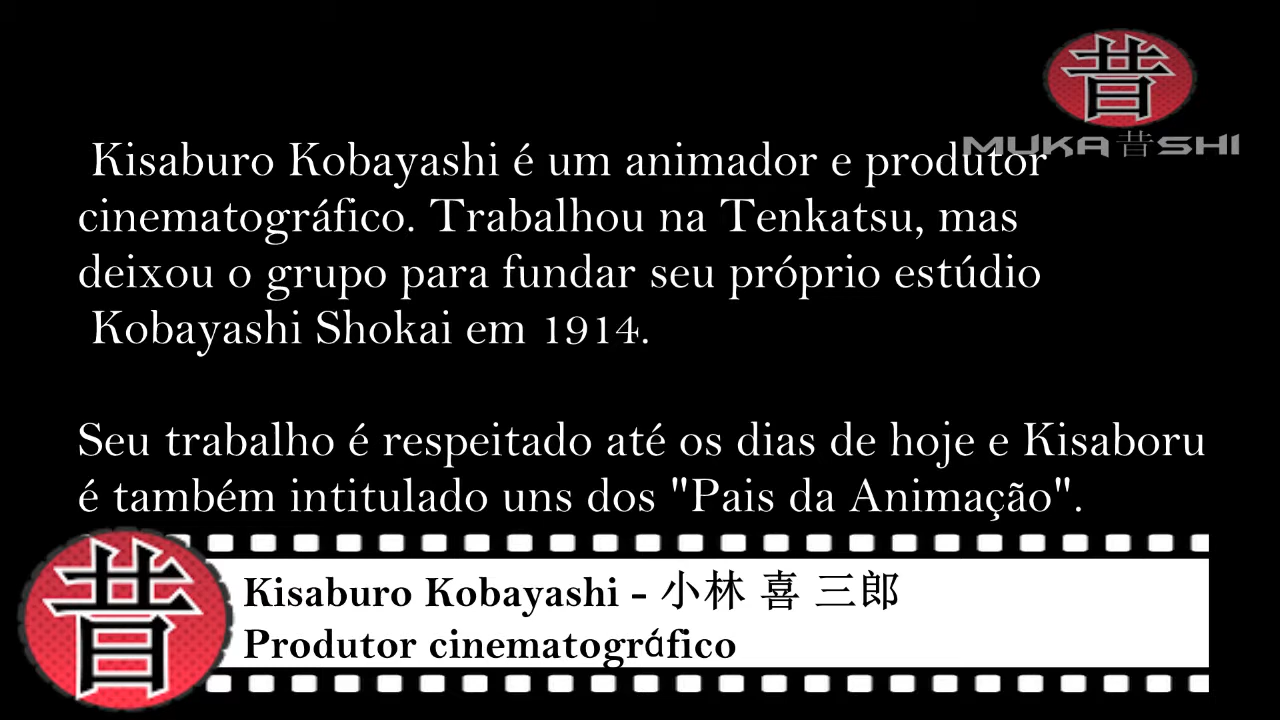 昔
MUKA昔SHI
Kisaburo Kobayashi é um animador e produtor
cinematográfico. Trabalhou na Tenkatsu, mas
deixou o grupo para fundar seu próprio estúdio
Kobayashi Shokai em 1914.
Seu trabalho é respeitado até os dias de hoje e Kisaboru
é também intitulado uns dos "Pais da Animação".
昔
Kisaburo Kobayashi - 小林 喜 三郎
Produtor cinematográfico